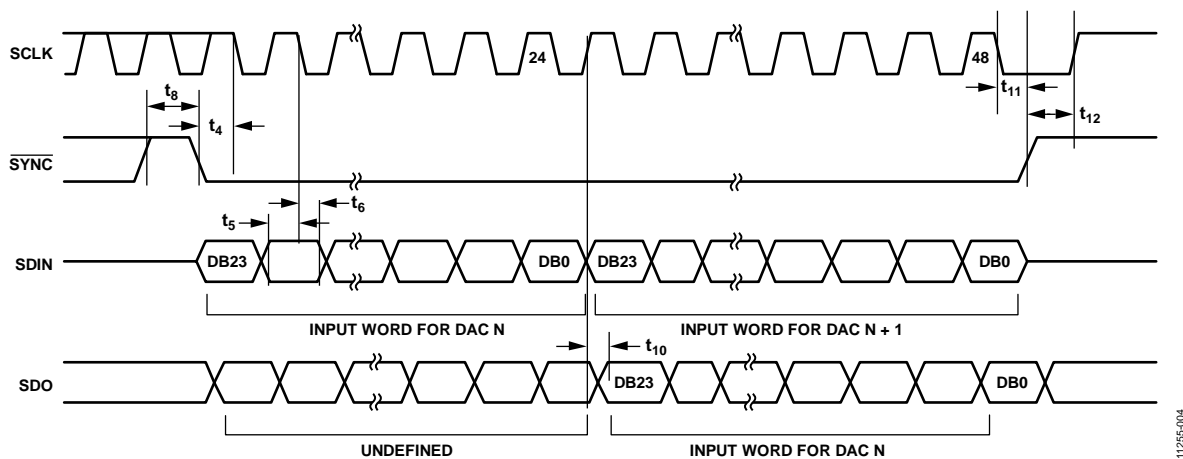 SCLK
24
48
t8
t11
t4
t12
SYNC
t5
t6
SDIN
DB23
DB0
DB23
DB0
INPUT WORD FOR DAC N
INPUT WORD FOR DAC N + 1
t10
SDO
DB23
DB0
UNDEFINED
INPUT WORD FOR DAC N
11255-004